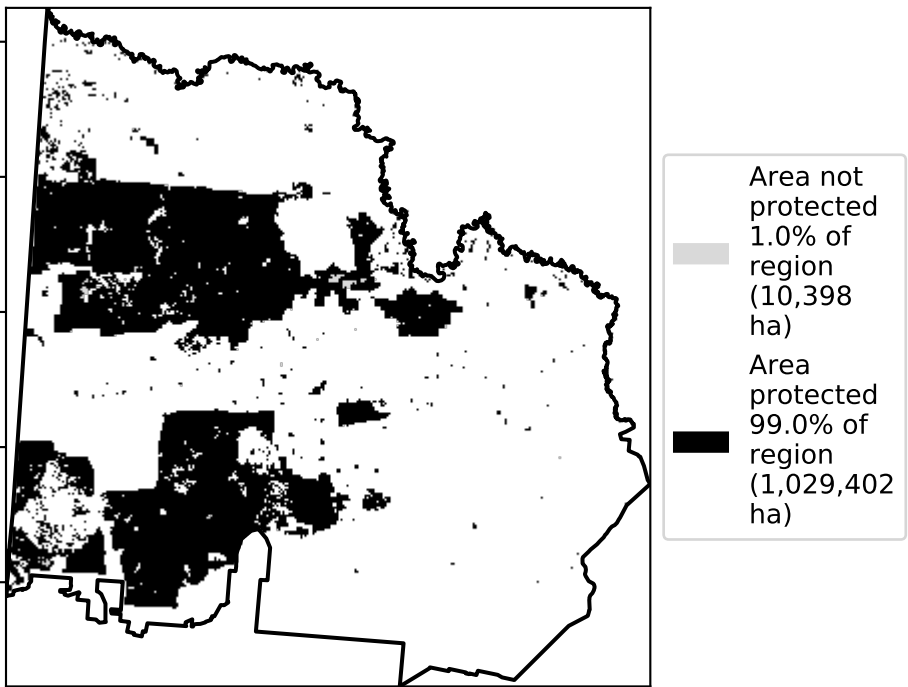 Area not
protected
1.0% of
region
(10,398
ha)
Area
protected
99.0% of
region
(1,029,402
ha)